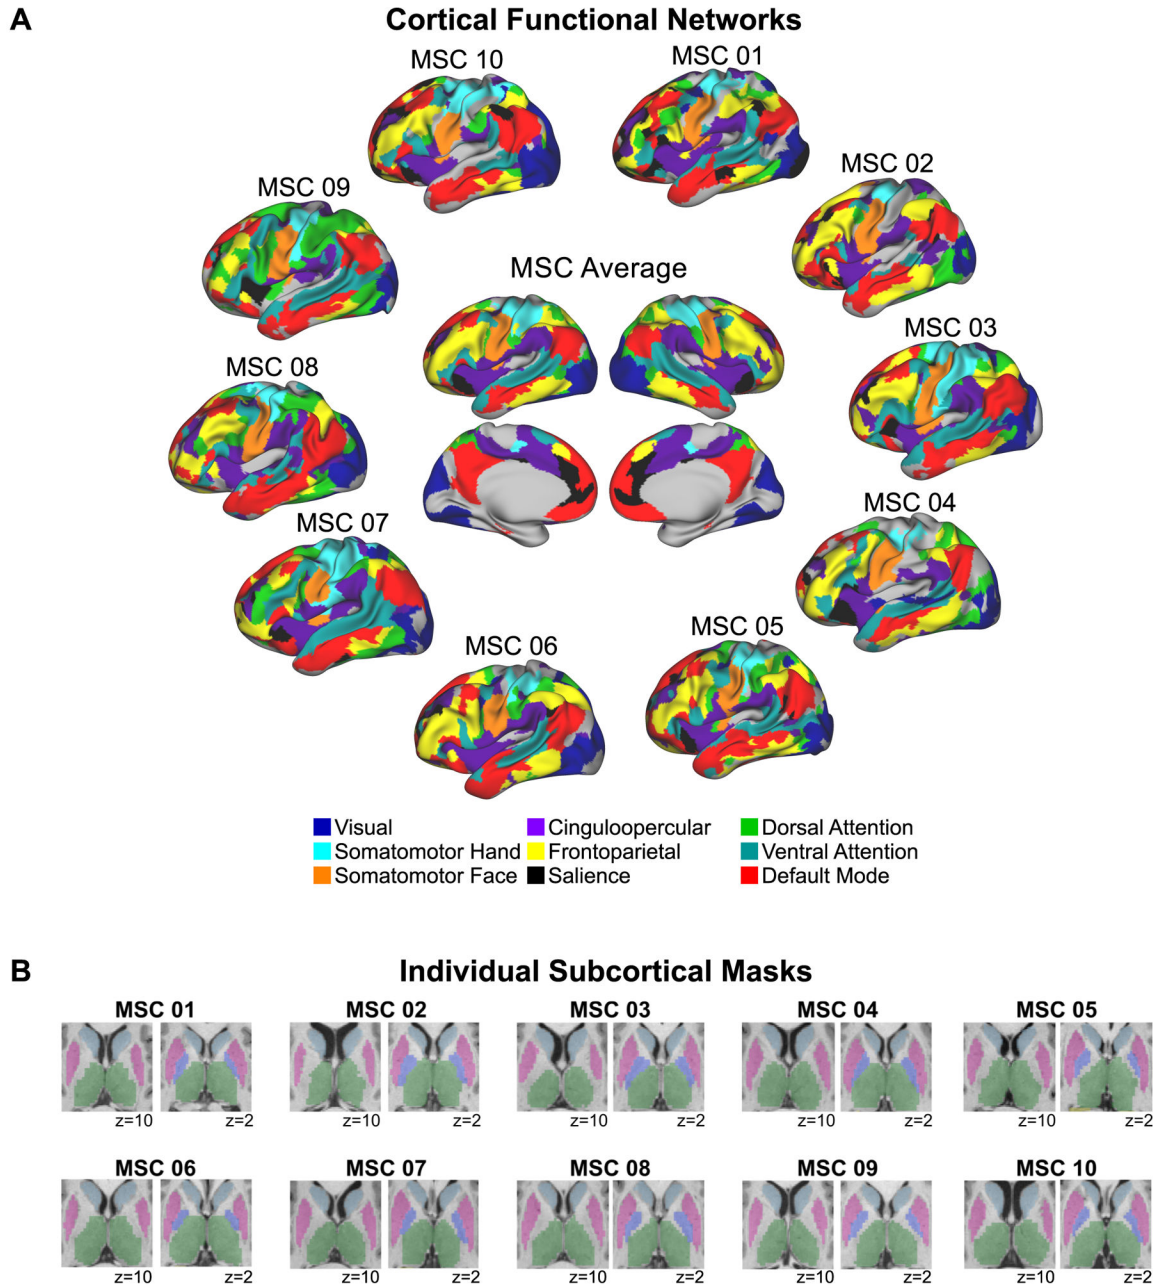 A
Cortical Functional Networks
MSC 10
MSC 01
MSC 02
MSC 09
MSC Average
MSC 03
MSC 08
MSC 04
MSC 07
MSC 05
MSC 06
Visual
Cinguloopercular
Dorsal Attention
Somatomotor Hand
Frontoparietal
Ventral Attention
Somatomotor Face
Salience
Default Mode
B
Individual Subcortical Masks
MSC 01
MSC 02
MSC 03
MSC 04
MSC 05
z=10
z=2
z=10
z=2
z=10
z=2
z=10
z=2
z=10
z=2
MSC 06
MSC 07
MSC 08
MSC 09
MSC 10
z=10
z=2
z=10
z=2
z=10
z=2
z=10
z=2
z=10
z=2